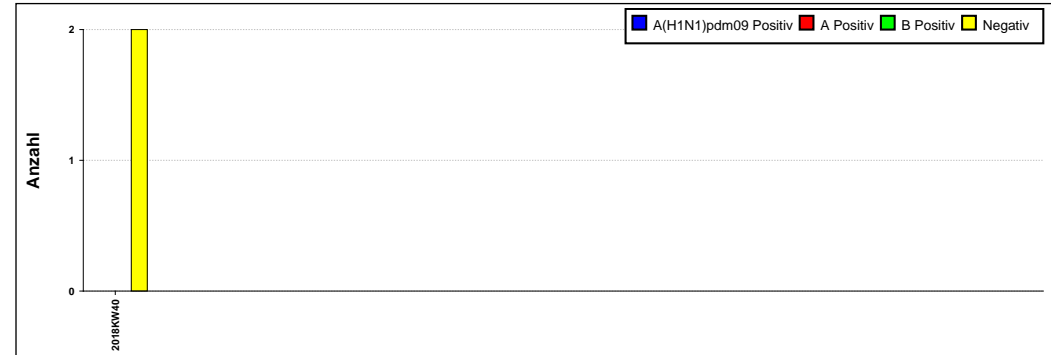 A(H1N1)pdm09 Positiv A Positiv B Positiv Negativ
2
1
0
Anzahl
2018KW40